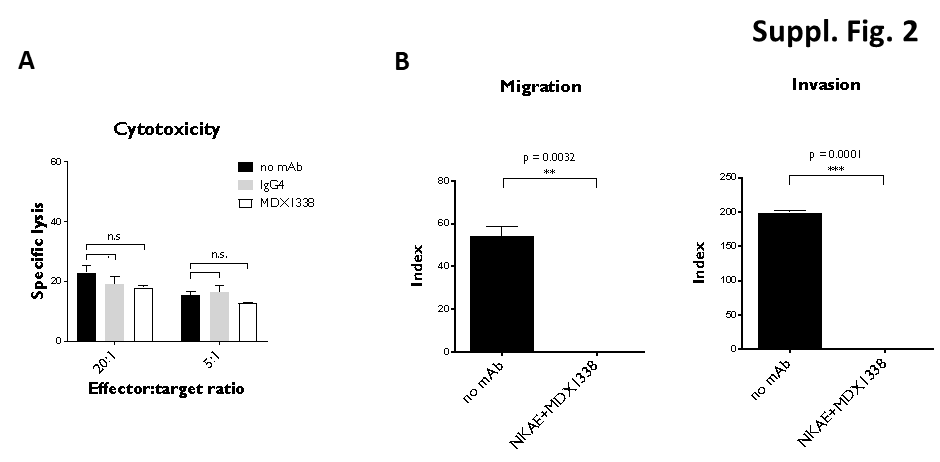 Suppl. Fig. 2
A
Cytotoxicity
no mAb
IgG4
MDX1338
Specific lysis
60
40
20
0
n.s
n.s.
20:1
5:1
Effector:target ratio
B
Migration
p = 0.0032
**
Index
80
60
40
20
0
no mAb
NKAE+MDX1338
Invasion
p = 0.0001
***
Index
250
200
150
100
50
0
no mAb
NKAE+MDX1338